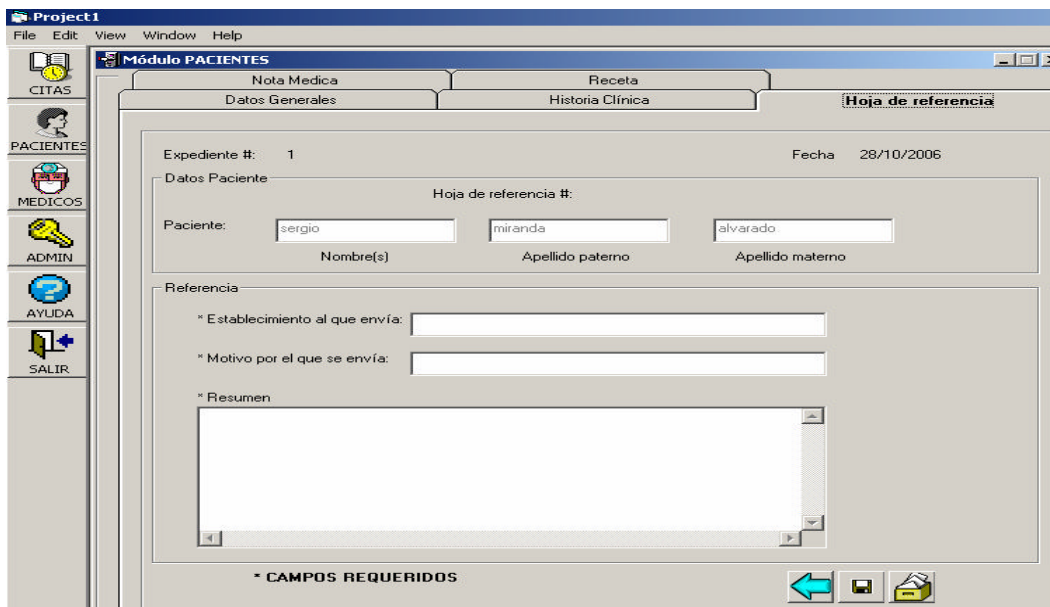 Project1
File Edit View Window Help
CITAS
PACIENTES
MEDICOS
ADMIN
AYUDA
SALIR
Módulo PACIENTES
Nota Medica Receta
Datos Generales Historia Clínica Hoja de referencia
Expediente #: 1 Fecha 28/10/2006
Datos Paciente
Hoja de referencia #:
Paciente: sergio miranda alvarado
Nombre(s) Apellido paterno Apellido materno
Referencia
* Establecimiento al que envía:
* Motivo por el que se envía:
* Resumen
* CAMPOS REQUERIDOS